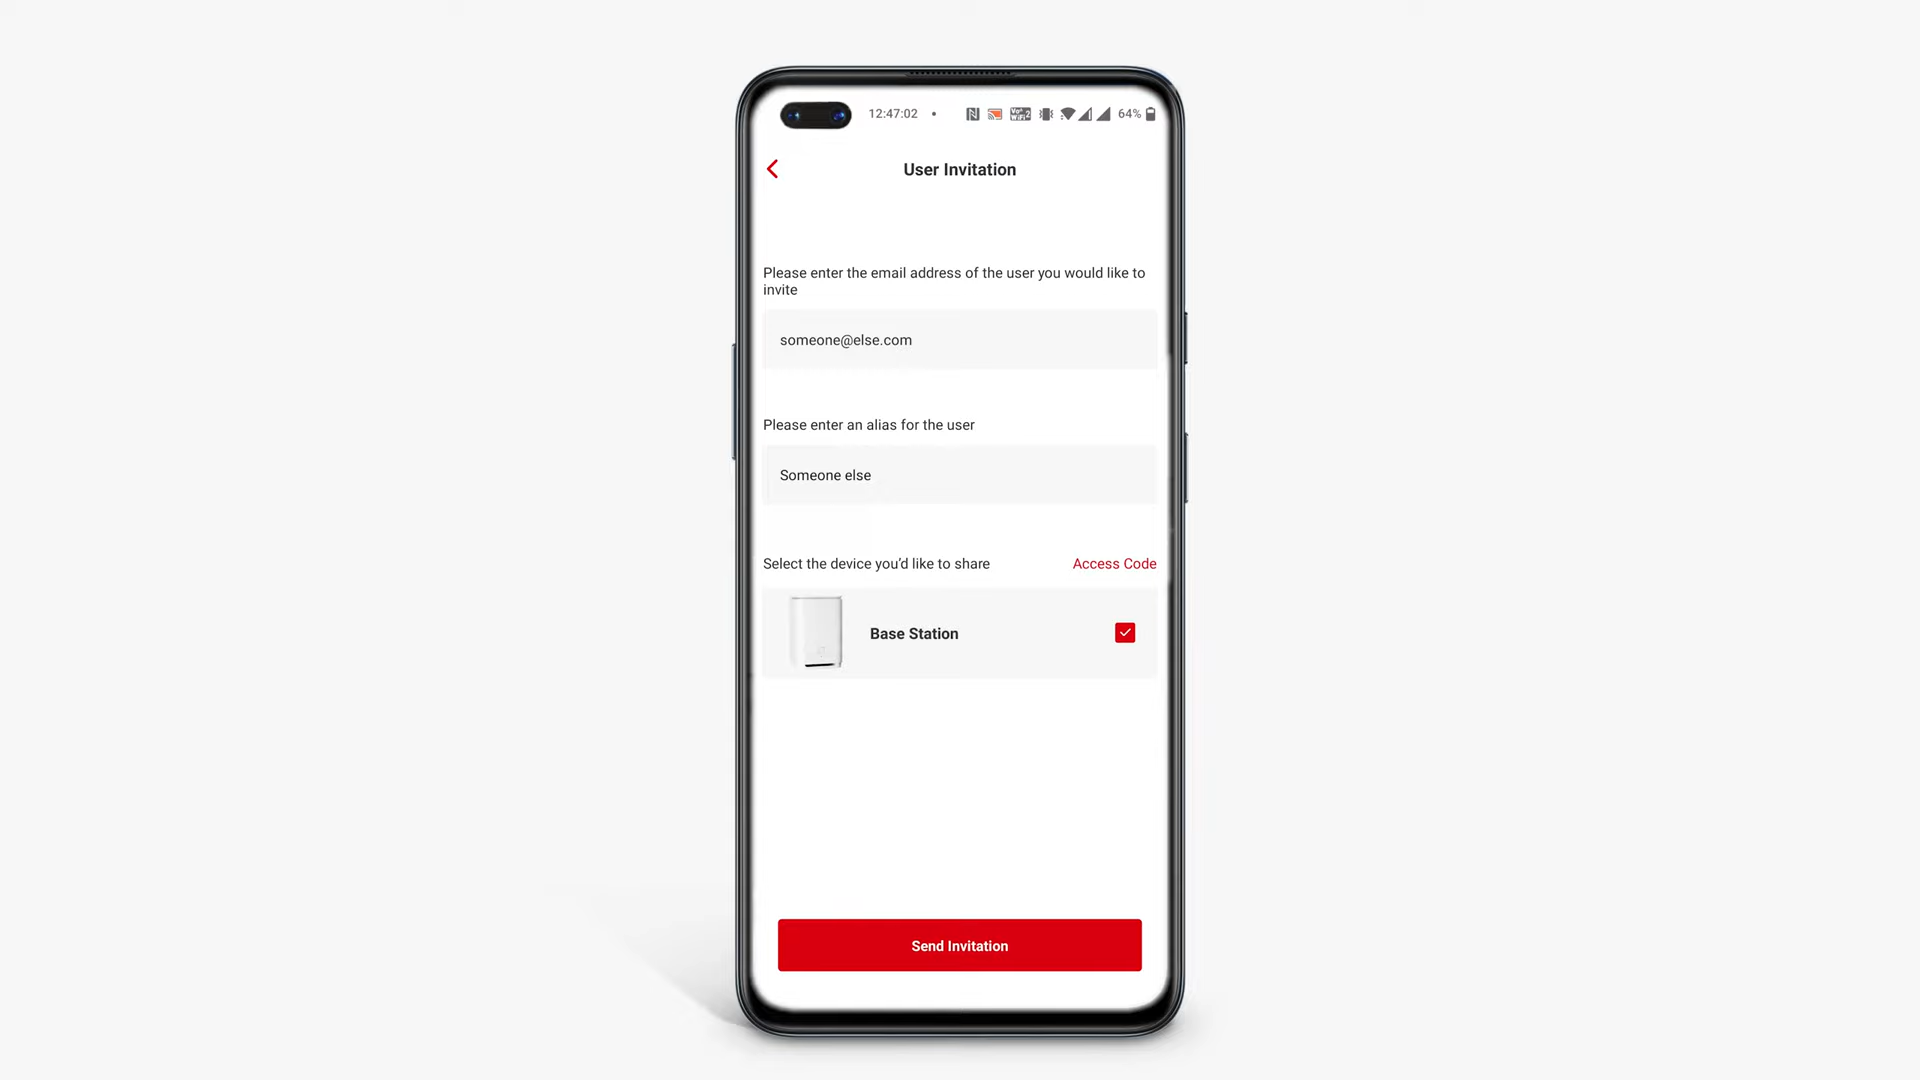 12:47:02
64%
User Invitation
Please enter the email address of the user you would like to
invite
someone@else.com
Please enter an alias for the user
Someone else
Select the device you'd like to share
Access Code
Base Station
Send Invitation